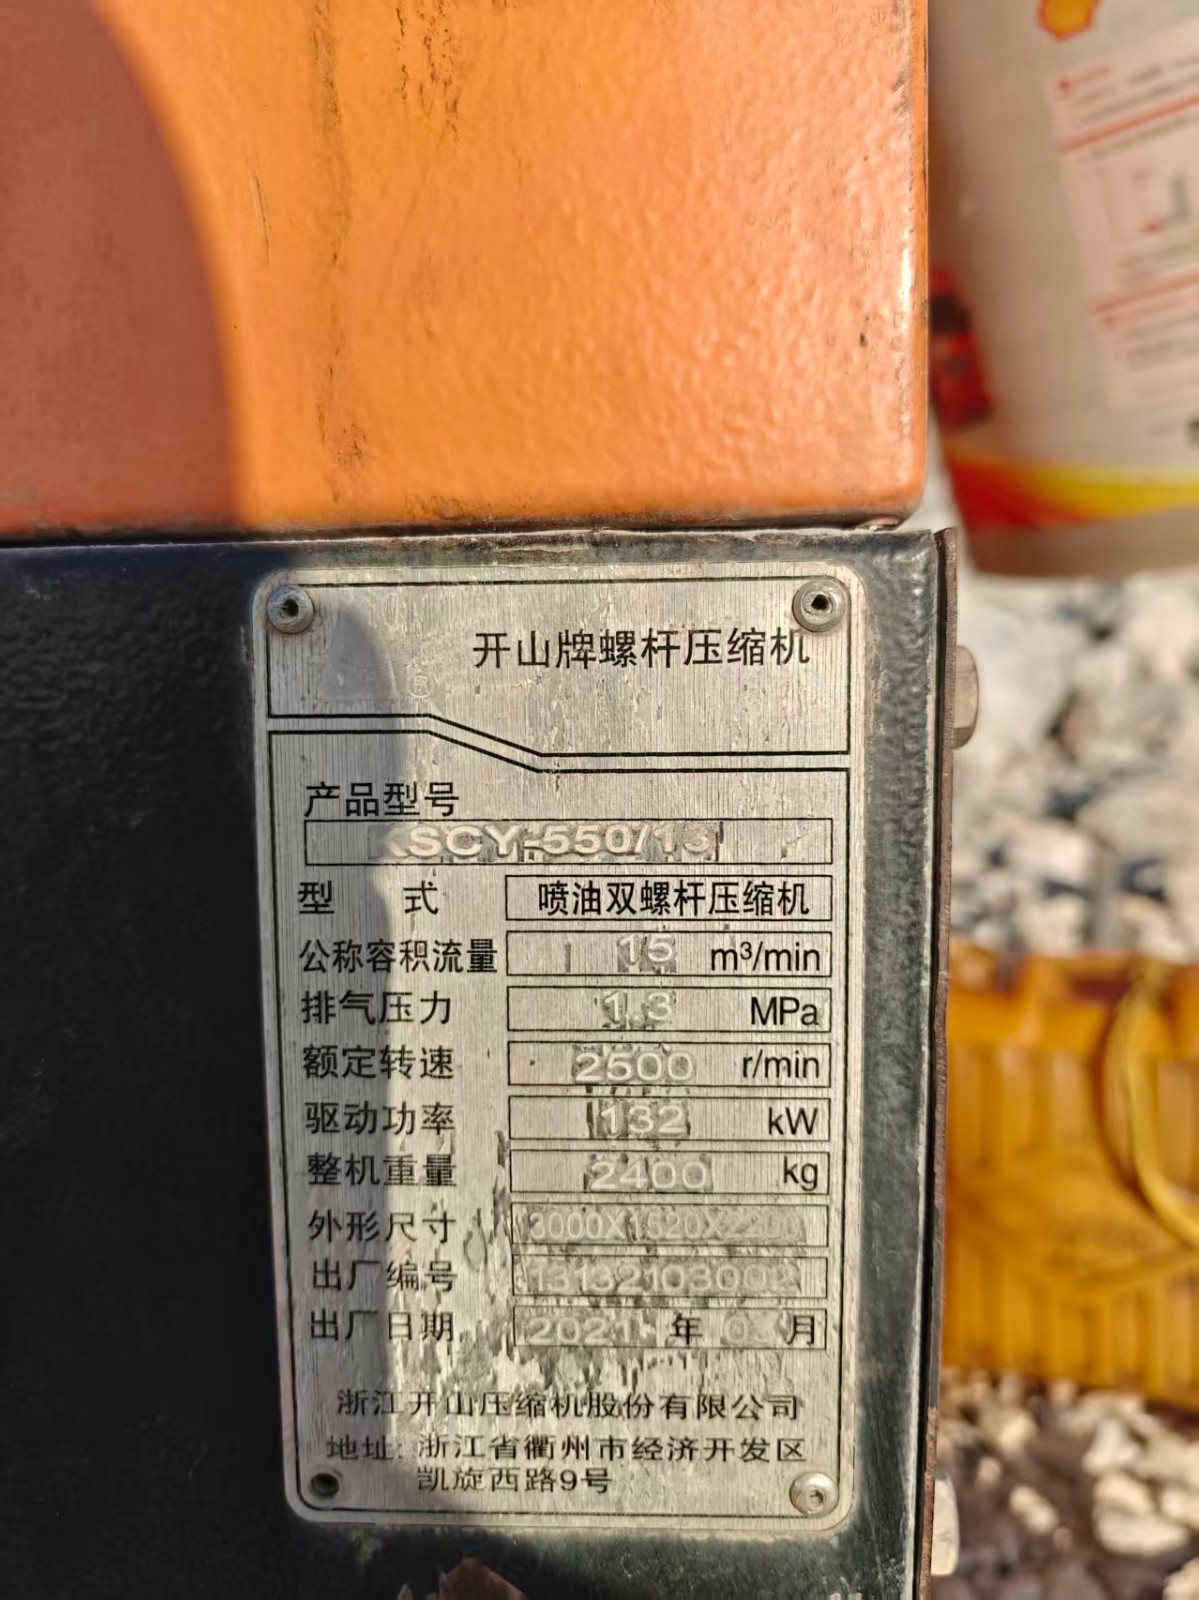 开山牌螺杆压缩机
产品型号
KSCY-550/13
型 式 喷油双螺杆压缩机
公称容积流量 15 m³/min
排气压力 1.3 MPa
额定转速 2500 r/min
驱动功率 132 kW
整机重量 2400 kg
外形尺寸
出厂编号 13132103002
出厂日期 2021 年 03 月
浙江开山压缩机股份有限公司
地址: 浙江省衢州市经济开发区
凯旋西路9号